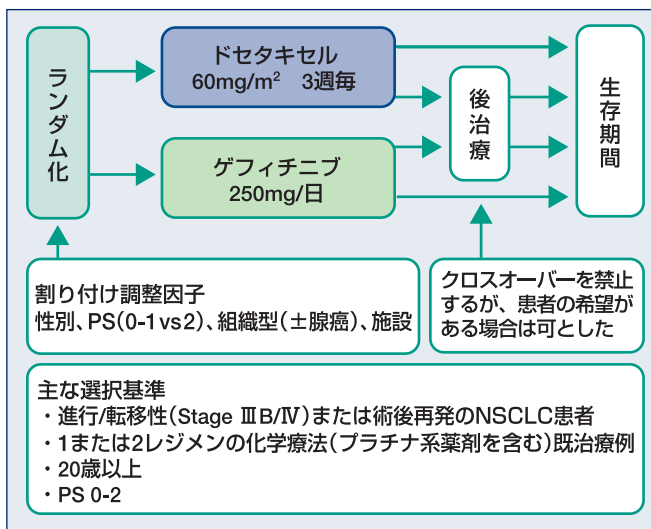 ランダム化
ドセタキセル
60mg/m² 3週毎
ゲフィチニブ
250mg/日
後治療
生存期間
割り付け調整因子
性別、PS(0-1 vs 2)、組織型(±腺癌)、施設
クロスオーバーを禁止
するが、患者の希望が
ある場合は可とした
主な選択基準
・進行/転移性(Stage ⅢB/Ⅳ)または術後再発のNSCLC患者
・1または2レジメンの化学療法(プラチナ系薬剤を含む)既治療例
・20歳以上
・PS 0-2